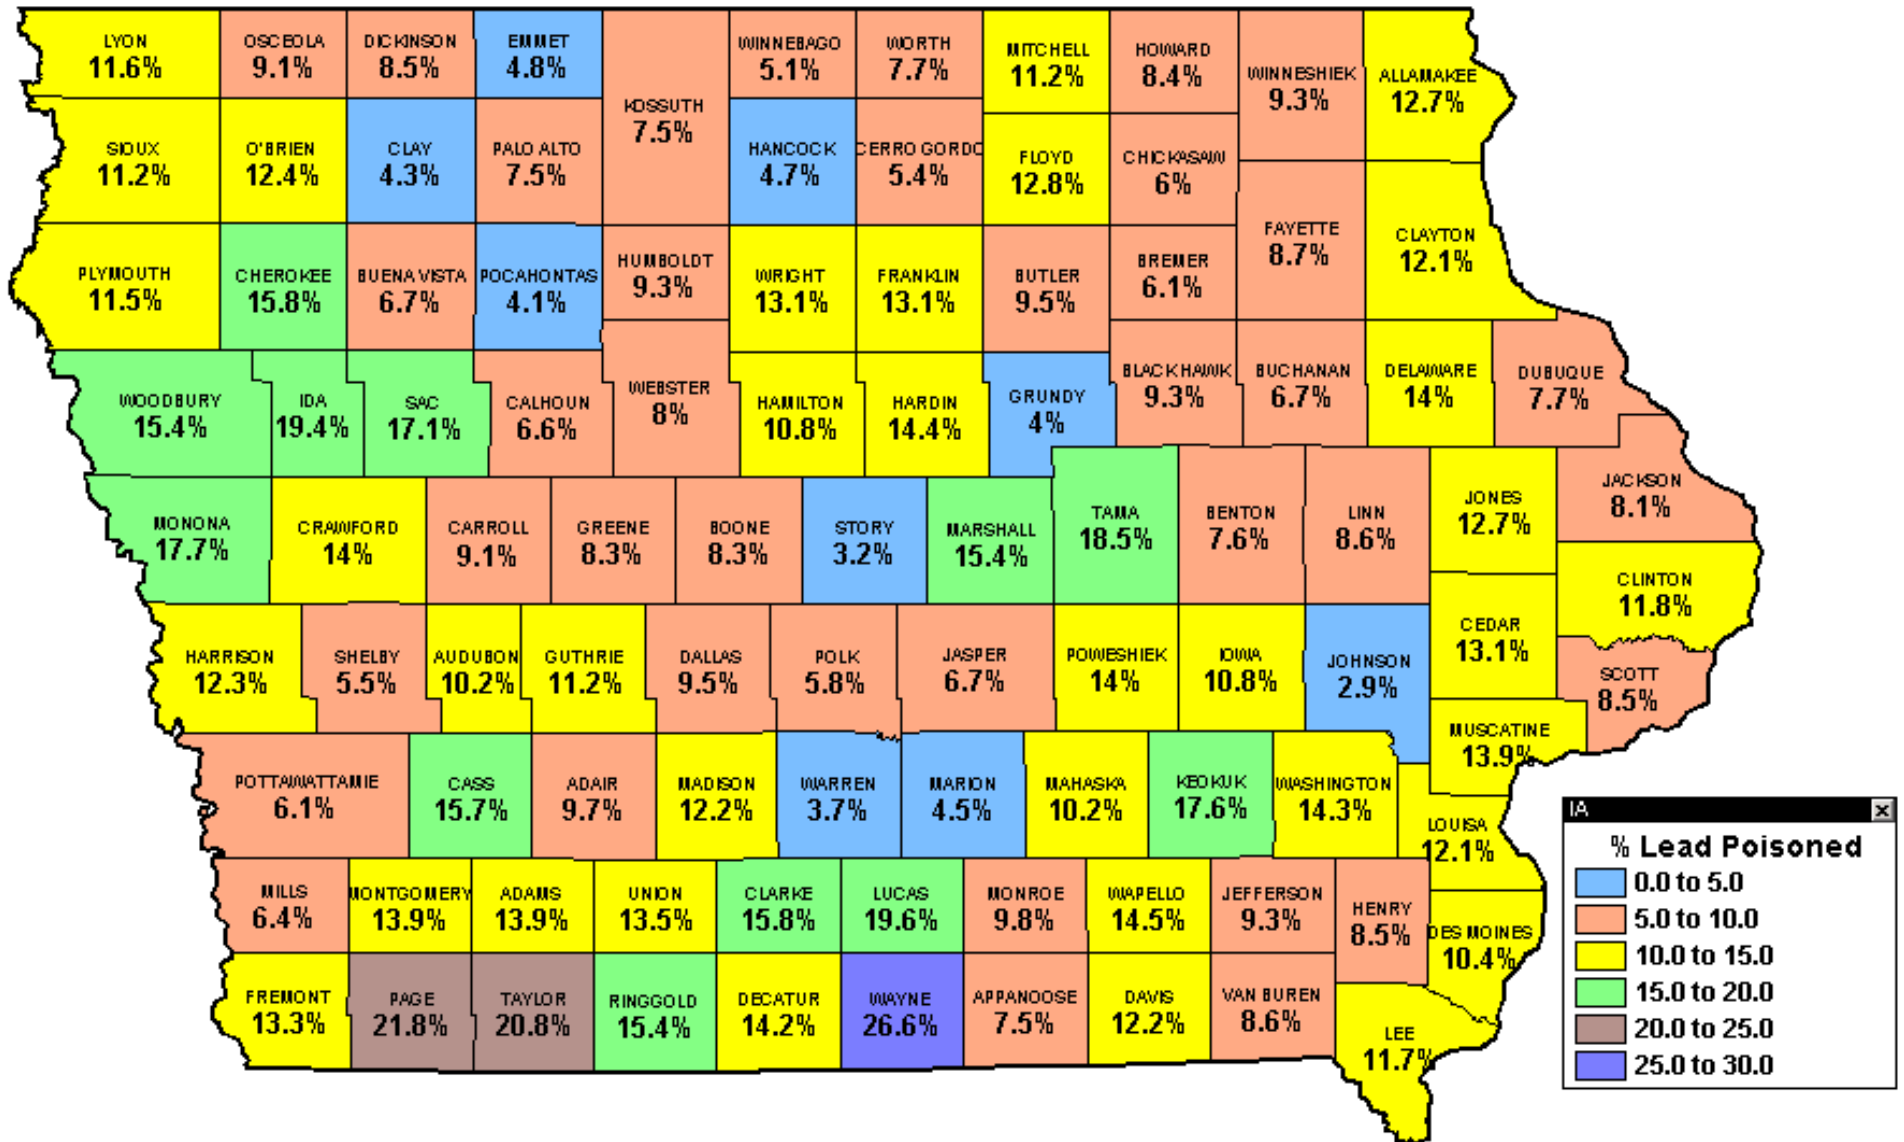 LYON
11.6%
OSCEOLA
9.1%
DICKINSON
8.5%
EMMET
4.8%
KOSSUTH
7.5%
WINNEBAGO
5.1%
WORTH
7.7%
MITCHELL
11.2%
HOWARD
8.4%
WINNESHIEK
9.3%
ALLAMAKEE
12.7%
SIOUX
11.2%
O'BRIEN
12.4%
CLAY
4.3%
PALO ALTO
7.5%
HANCOCK
4.7%
CERRO GORDO
5.4%
FLOYD
12.8%
CHICKASAW
6%
FAYETTE
8.7%
CLAYTON
12.1%
PLYMOUTH
11.5%
CHEROKEE
15.8%
BUENA VISTA
6.7%
POCAHONTAS
4.1%
HUMBOLDT
9.3%
WRIGHT
13.1%
FRANKLIN
13.1%
BUTLER
9.5%
BREMER
6.1%
WOODBURY
15.4%
IDA
19.4%
SAC
17.1%
CALHOUN
6.6%
WEBSTER
8%
HAMILTON
10.8%
HARDIN
14.4%
GRUNDY
4%
BLACK HAWK
9.3%
BUCHANAN
6.7%
DELAWARE
14%
DUBUQUE
7.7%
MONONA
17.7%
CRAWFORD
14%
CARROLL
9.1%
GREENE
8.3%
BOONE
8.3%
STORY
3.2%
MARSHALL
15.4%
TAMA
18.5%
BENTON
7.6%
LINN
8.6%
JONES
12.7%
JACKSON
8.1%
CLINTON
11.8%
HARRISON
12.3%
SHELBY
5.5%
AUDUBON
10.2%
GUTHRIE
11.2%
DALLAS
9.5%
POLK
5.8%
JASPER
6.7%
POWESHIEK
14%
IOWA
10.8%
JOHNSON
2.9%
CEDAR
13.1%
SCOTT
8.5%
MUSCATINE
13.9%
POTTAWATTAMIE
6.1%
CASS
15.7%
ADAIR
9.7%
MADISON
12.2%
WARREN
3.7%
MARION
4.5%
MAHASKA
10.2%
KEOKUK
17.6%
WASHINGTON
14.3%
LOUISA
12.1%
MILLS
6.4%
MONTGOMERY
13.9%
ADAMS
13.9%
UNION
13.5%
CLARKE
15.8%
LUCAS
19.6%
MONROE
9.8%
WAPELLO
14.5%
JEFFERSON
9.3%
HENRY
8.5%
DES MOINES
10.4%
FREMONT
13.3%
PAGE
21.8%
TAYLOR
20.8%
RINGGOLD
15.4%
DECATUR
14.2%
WAYNE
26.6%
APPANOOSE
7.5%
DAVIS
12.2%
VAN BUREN
8.6%
LEE
11.7%
IA
% Lead Poisoned
0.0 to 5.0
5.0 to 10.0
10.0 to 15.0
15.0 to 20.0
20.0 to 25.0
25.0 to 30.0